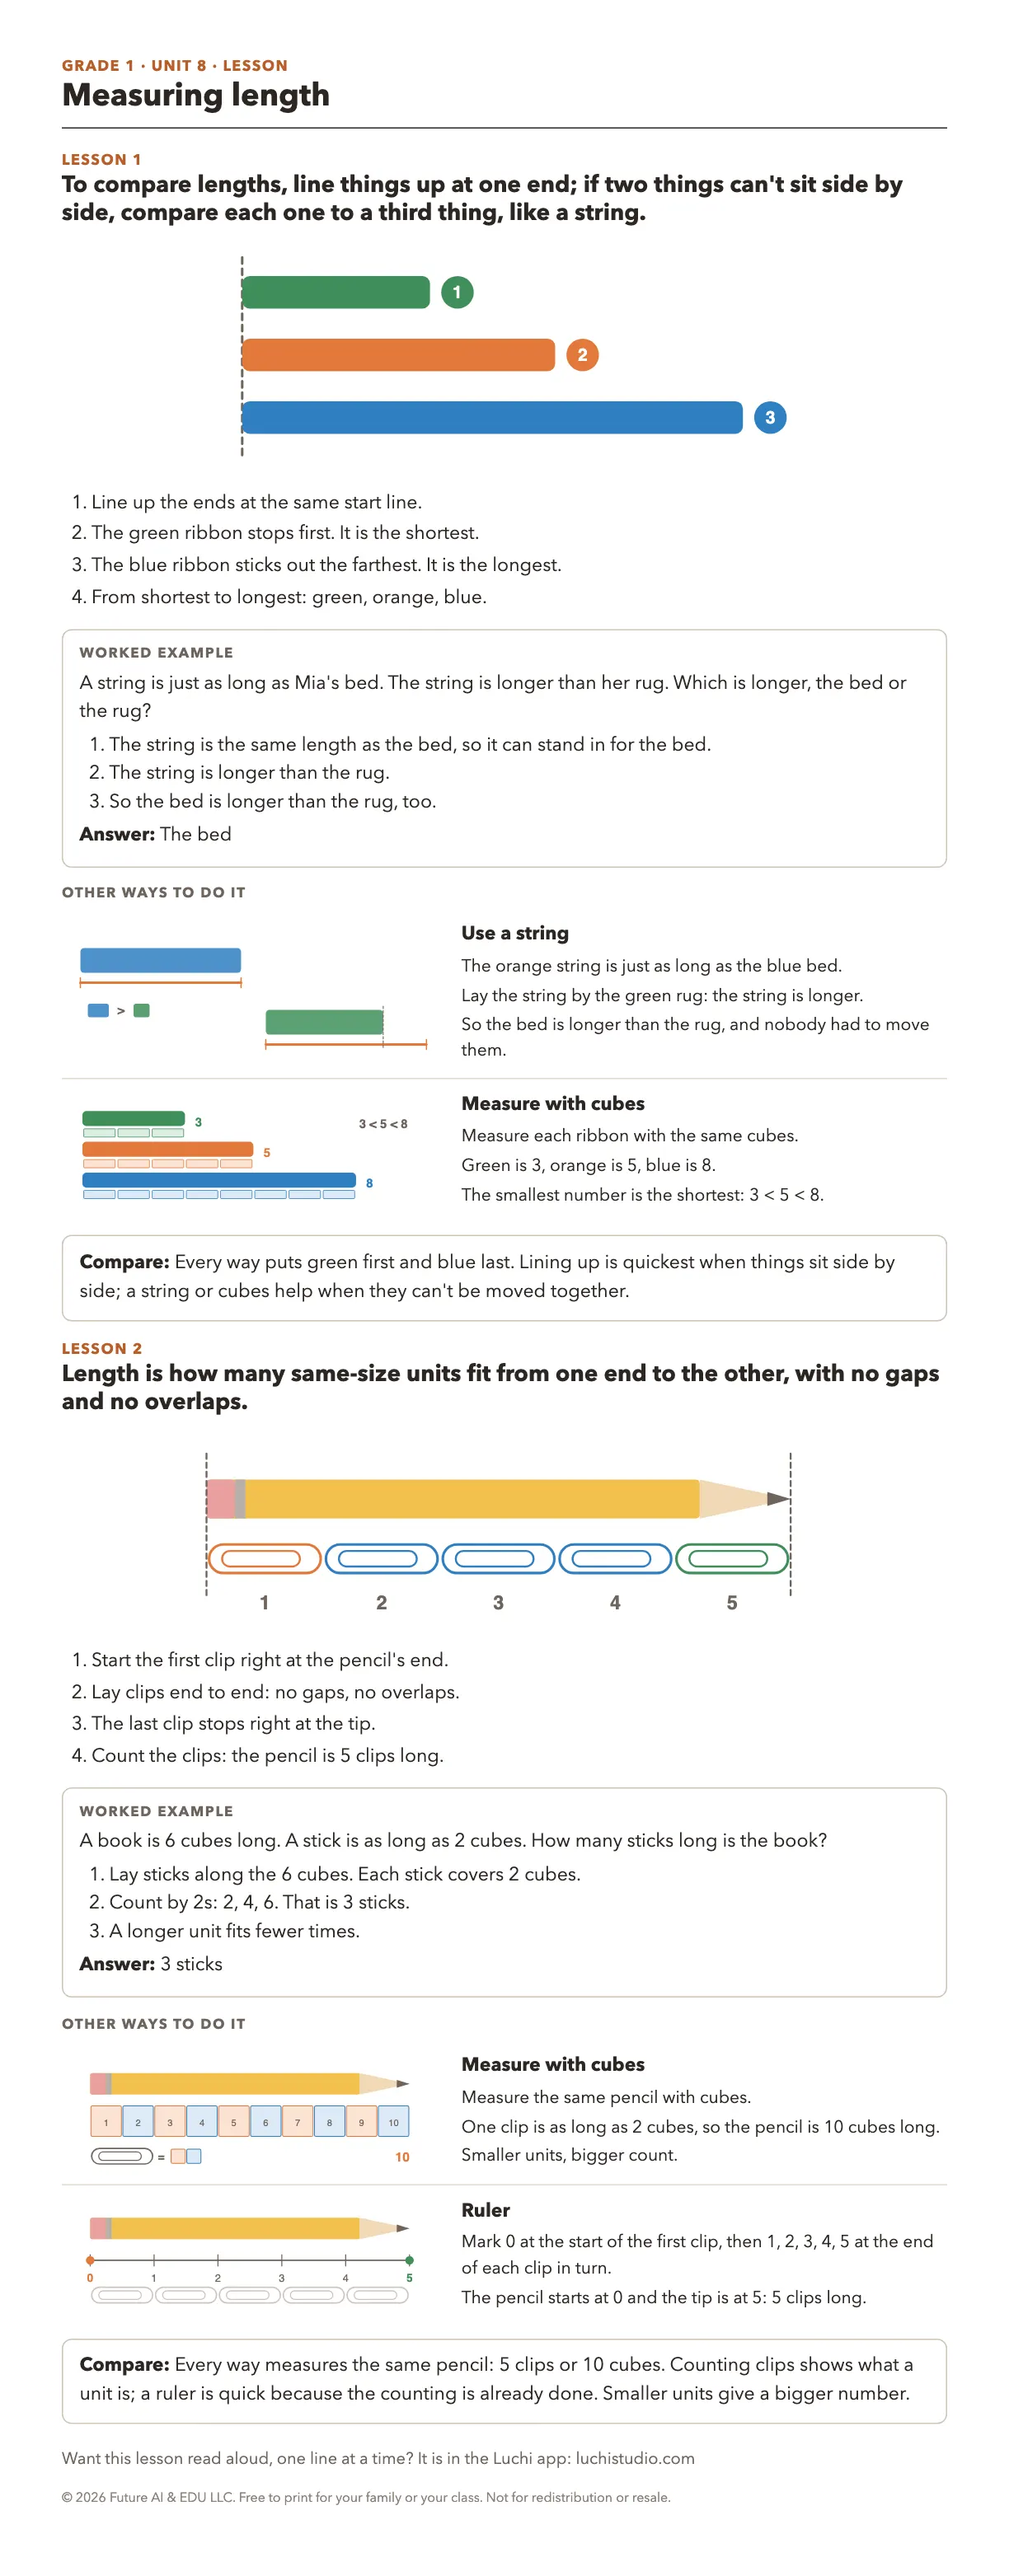 GRADE 1 · UNIT 8 · LESSON
Measuring length
LESSON 1
To compare lengths, line things up at one end; if two things can't sit side by
side, compare each one to a third thing, like a string.
1
2
3
1. Line up the ends at the same start line.
2. The green ribbon stops first. It is the shortest.
3. The blue ribbon sticks out the farthest. It is the longest.
4. From shortest to longest: green, orange, blue.
WORKED EXAMPLE
A string is just as long as Mia's bed. The string is longer than her rug. Which is longer, the bed or
the rug?
1. The string is the same length as the bed, so it can stand in for the bed.
2. The string is longer than the rug.
3. So the bed is longer than the rug, too.
Answer: The bed
OTHER WAYS TO DO IT
>
Use a string
The orange string is just as long as the blue bed.
Lay the string by the green rug: the string is longer.
So the bed is longer than the rug, and nobody had to move
them.
3
3 < 5 < 8
5
8
Measure with cubes
Measure each ribbon with the same cubes.
Green is 3, orange is 5, blue is 8.
The smallest number is the shortest: 3 < 5 < 8.
Compare: Every way puts green first and blue last. Lining up is quickest when things sit side by
side; a string or cubes help when they can't be moved together.
LESSON 2
Length is how many same-size units fit from one end to the other, with no gaps
and no overlaps.
1 2 3 4 5
1. Start the first clip right at the pencil's end.
2. Lay clips end to end: no gaps, no overlaps.
3. The last clip stops right at the tip.
4. Count the clips: the pencil is 5 clips long.
WORKED EXAMPLE
A book is 6 cubes long. A stick is as long as 2 cubes. How many sticks long is the book?
1. Lay sticks along the 6 cubes. Each stick covers 2 cubes.
2. Count by 2s: 2, 4, 6. That is 3 sticks.
3. A longer unit fits fewer times.
Answer: 3 sticks
OTHER WAYS TO DO IT
1 2 3 4 5 6 7 8 9 10
= 10
Measure with cubes
Measure the same pencil with cubes.
One clip is as long as 2 cubes, so the pencil is 10 cubes long.
Smaller units, bigger count.
0 1 2 3 4 5
Ruler
Mark 0 at the start of the first clip, then 1, 2, 3, 4, 5 at the end
of each clip in turn.
The pencil starts at 0 and the tip is at 5: 5 clips long.
Compare: Every way measures the same pencil: 5 clips or 10 cubes. Counting clips shows what a
unit is; a ruler is quick because the counting is already done. Smaller units give a bigger number.
Want this lesson read aloud, one line at a time? It is in the Luchi app: luchistudio.com
© 2026 Future AI & EDU LLC. Free to print for your family or your class. Not for redistribution or resale.